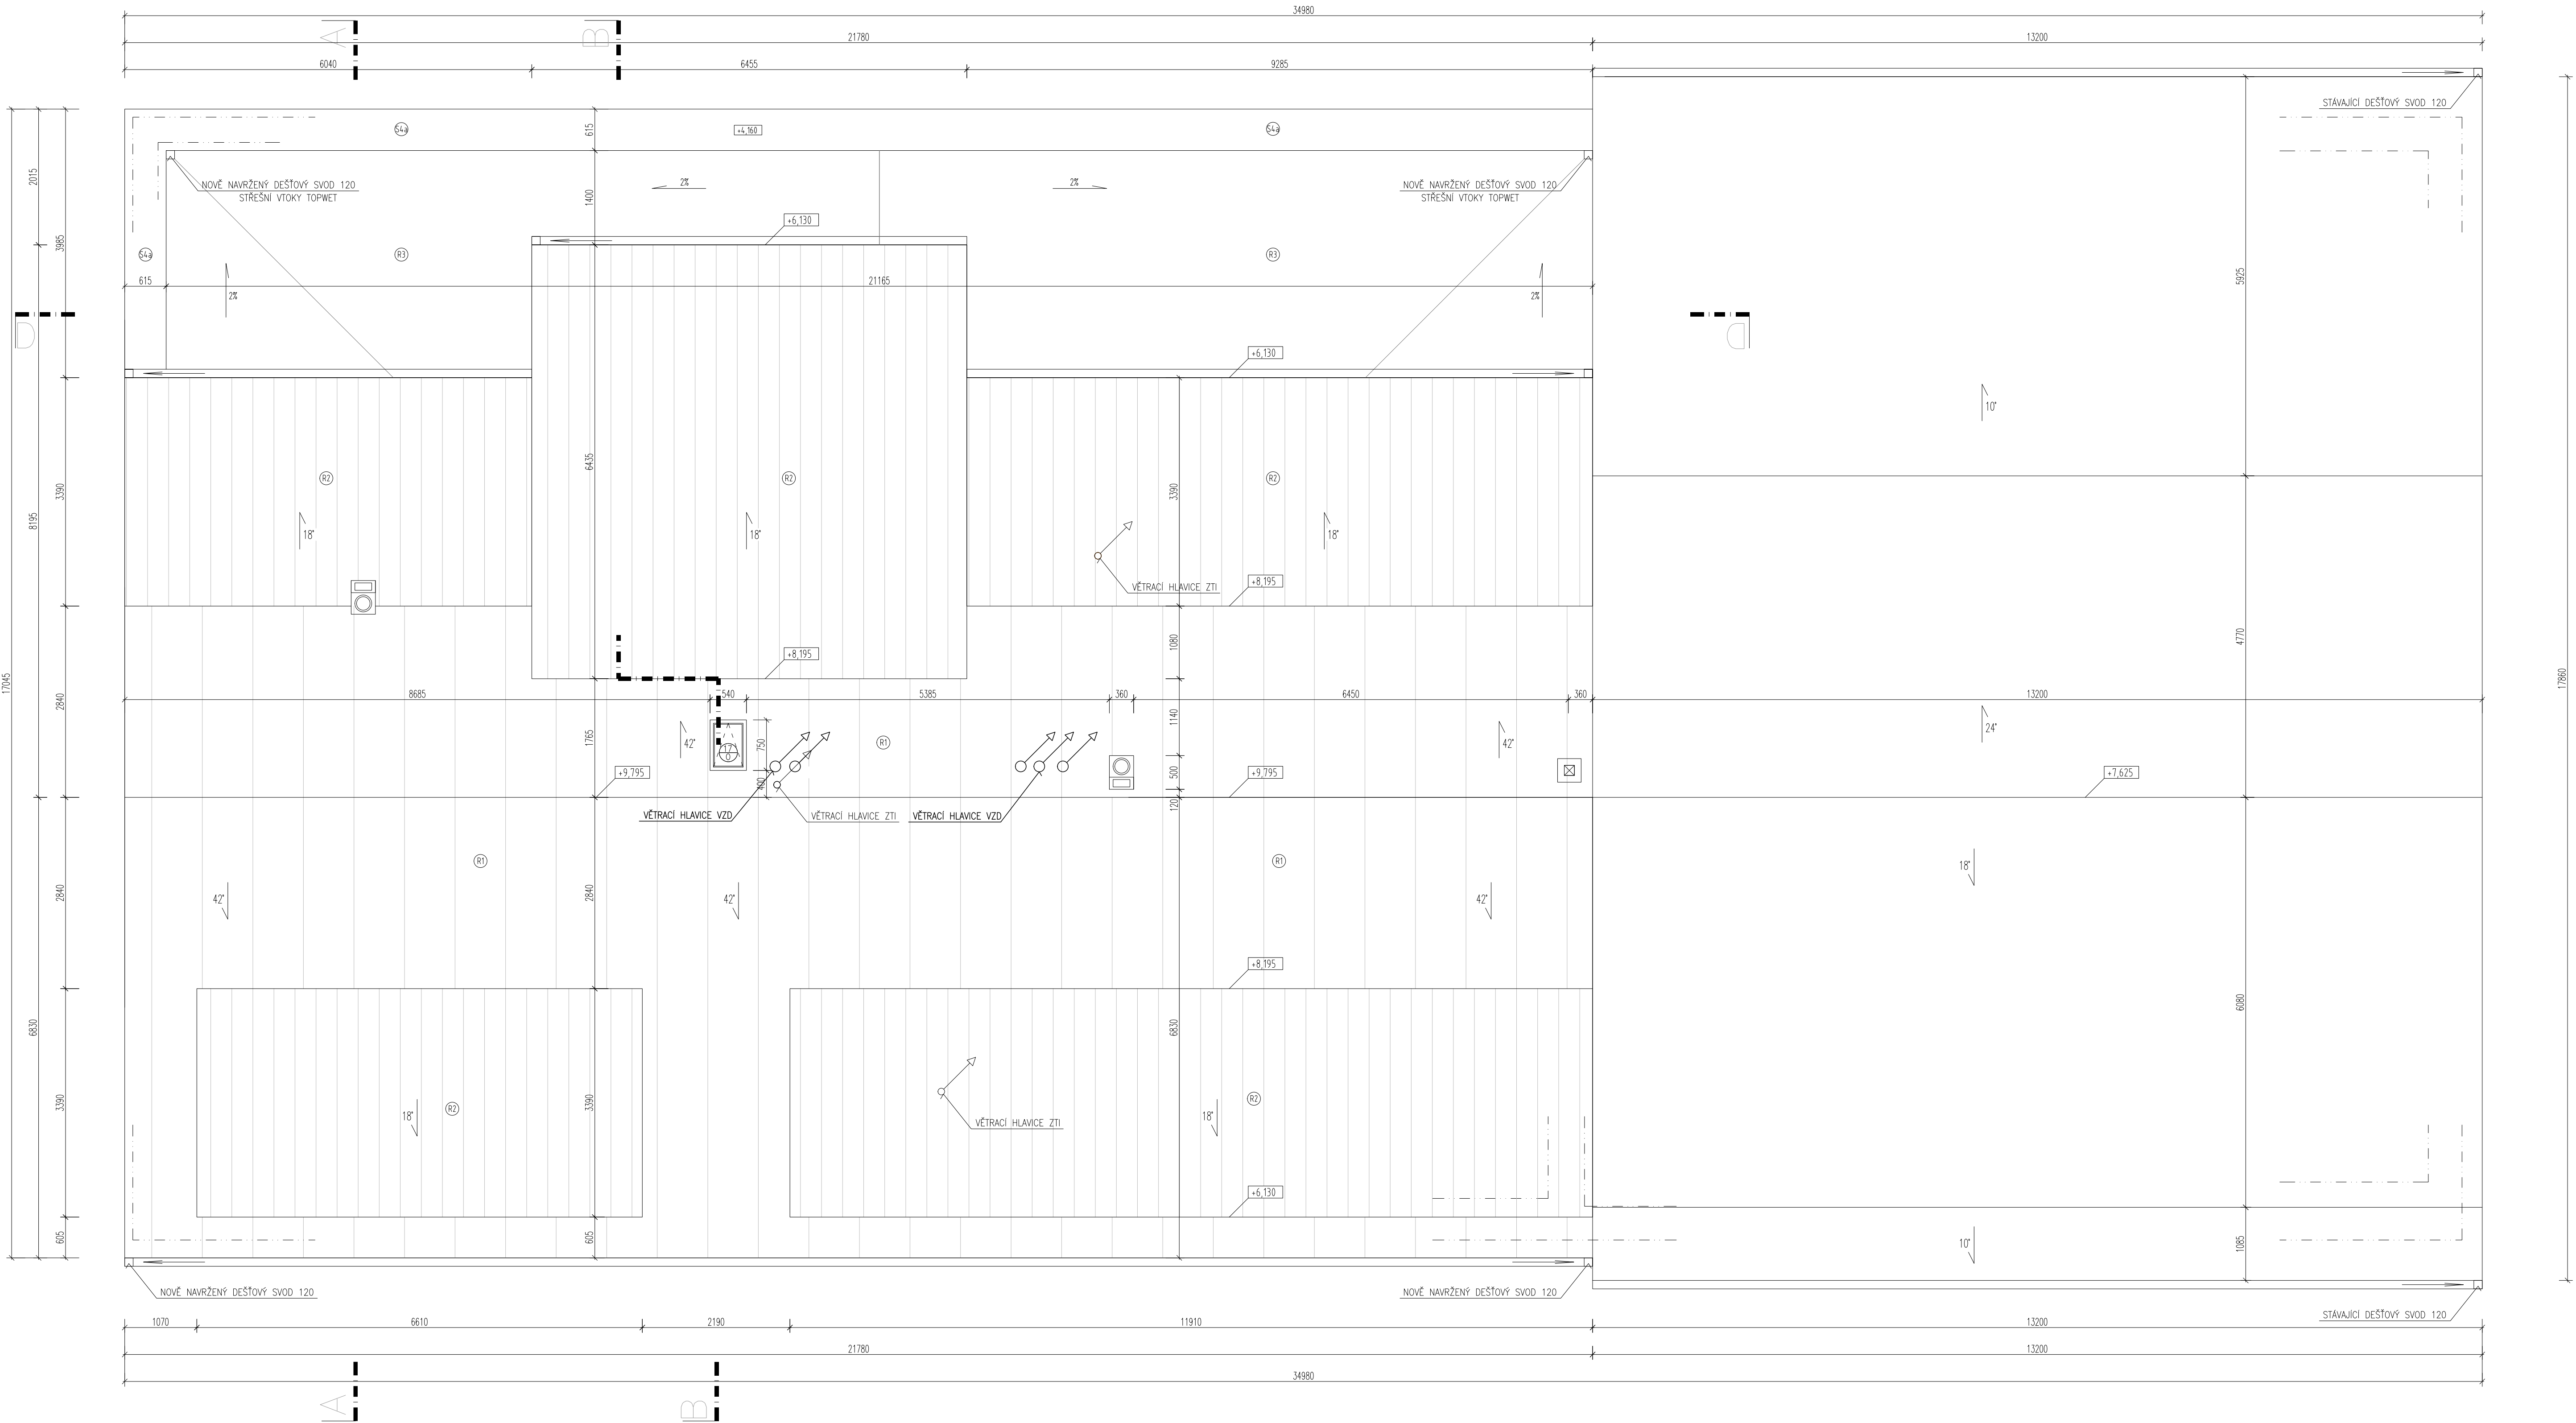 34980
21780
13200
6040
6455
9285
A
B
STÁVAJÍCÍ DEŠŤOVÝ SVOD 120
S4a
+4,160
S4a
615
2015
3985
1400
NOVĚ NAVRŽENÝ DEŠŤOVÝ SVOD 120
STŘEŠNÍ VTOKY TOPWET
2%
2%
NOVĚ NAVRŽENÝ DEŠŤOVÝ SVOD 120
STŘEŠNÍ VTOKY TOPWET
+6,130
S4a
R3
R3
615
21165
2%
2%
5925
D
D
+6,130
10°
6435
R2
R2
R2
3390
3390
8195
18°
18°
18°
VĚTRACÍ HLAVICE ZTI
+8,195
1080
4770
+8,195
17045
17860
2840
8685
540
5385
360
6450
360
13200
1140
1765
42°
750
R1
42°
24°
+9,795
17
0
400
+9,795
500
+7,625
120
VĚTRACÍ HLAVICE VZD
VĚTRACÍ HLAVICE ZTI
VĚTRACÍ HLAVICE VZD
R1
R1
18°
2840
2840
42°
42°
42°
+8,195
6830
6830
6080
3390
3390
18°
R2
R2
18°
VĚTRACÍ HLAVICE ZTI
+6,130
605
605
10°
1085
NOVĚ NAVRŽENÝ DEŠŤOVÝ SVOD 120
NOVĚ NAVRŽENÝ DEŠŤOVÝ SVOD 120
STÁVAJÍCÍ DEŠŤOVÝ SVOD 120
1070
6610
2190
11910
13200
21780
13200
34980
A
B